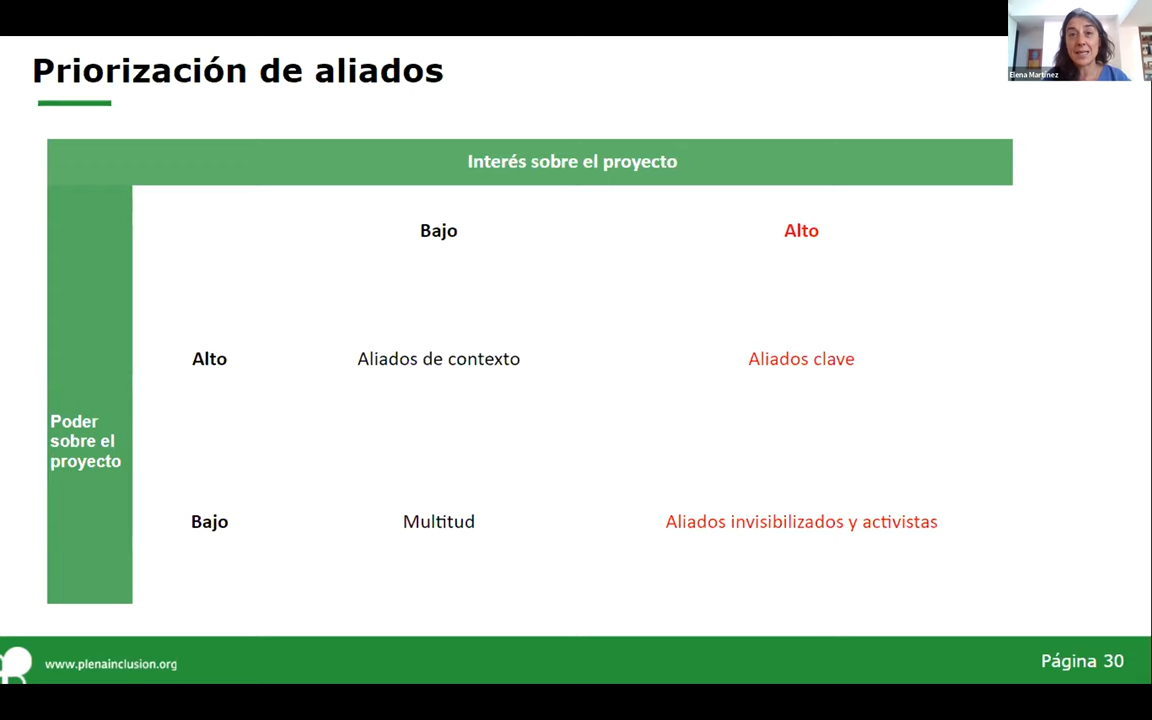 Priorización de aliados
Elena Martínez
Interés sobre el proyecto
Bajo
Alto
Alto
Aliados de contexto
Aliados clave
Poder
sobre el
proyecto
Bajo
Multitud
Aliados invisibilizados y activistas
www.plenainclusion.org
Página 30